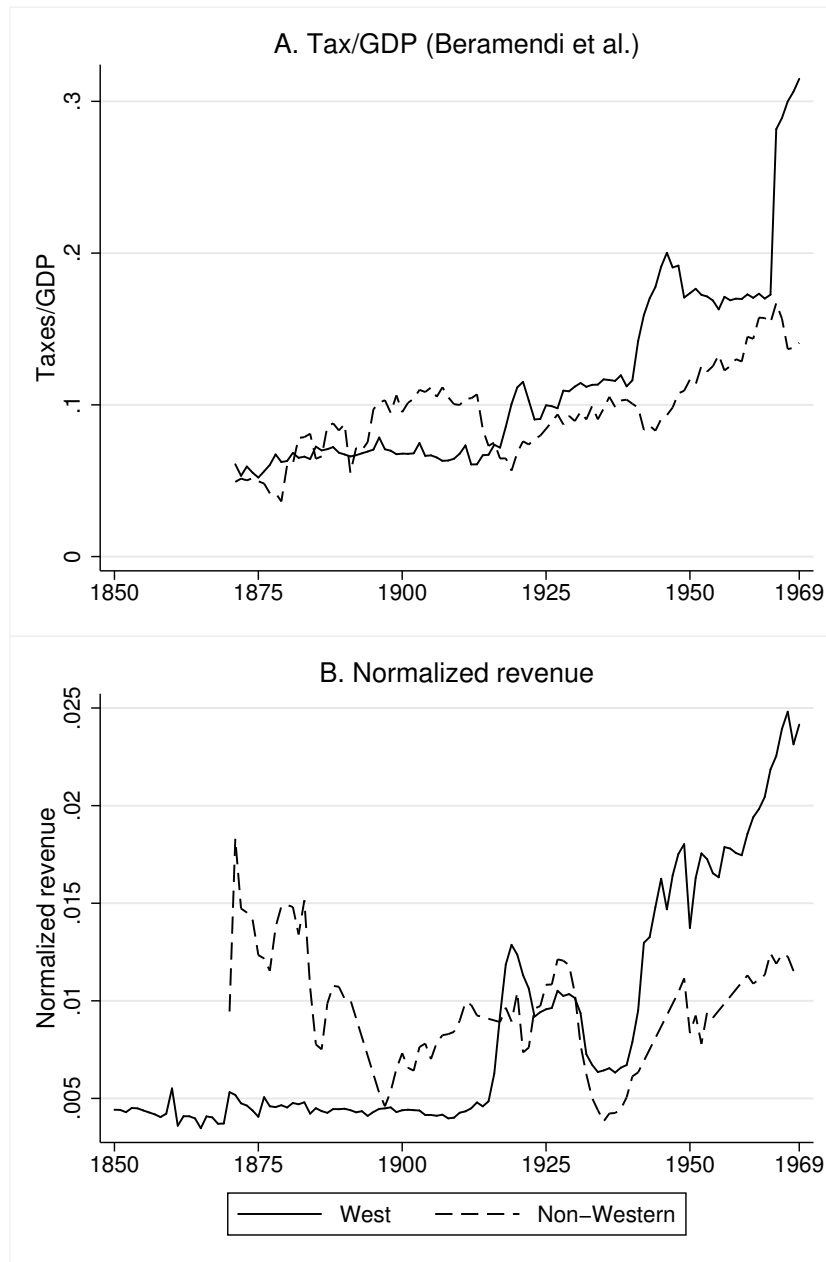 A. Tax/GDP (Beramendi et al.)
Taxes/GDP
.3
.2
.1
0
1850 1875 1900 1925 1950 1969
B. Normalized revenue
Normalized revenue
.025
.02
.015
.01
.005
1850 1875 1900 1925 1950 1969
West Non−Western